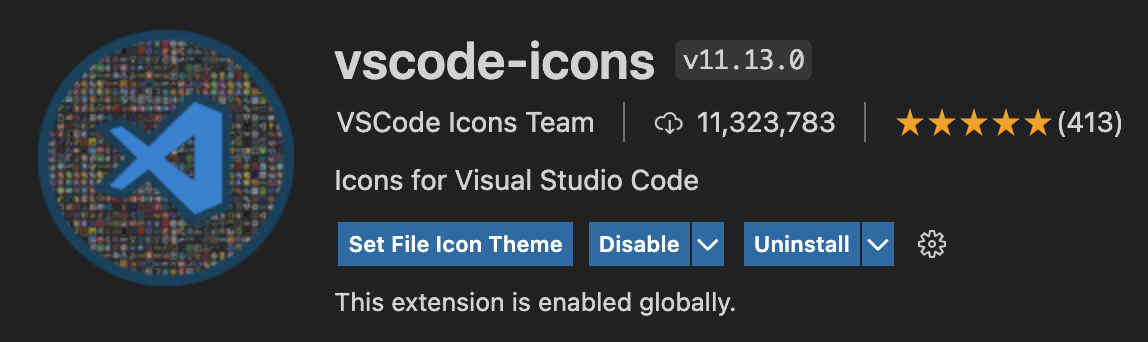 vscode-icons v11.13.0
VSCode Icons Team 11,323,783 (413)
Icons for Visual Studio Code
Set File Icon Theme Disable Uninstall
This extension is enabled globally.